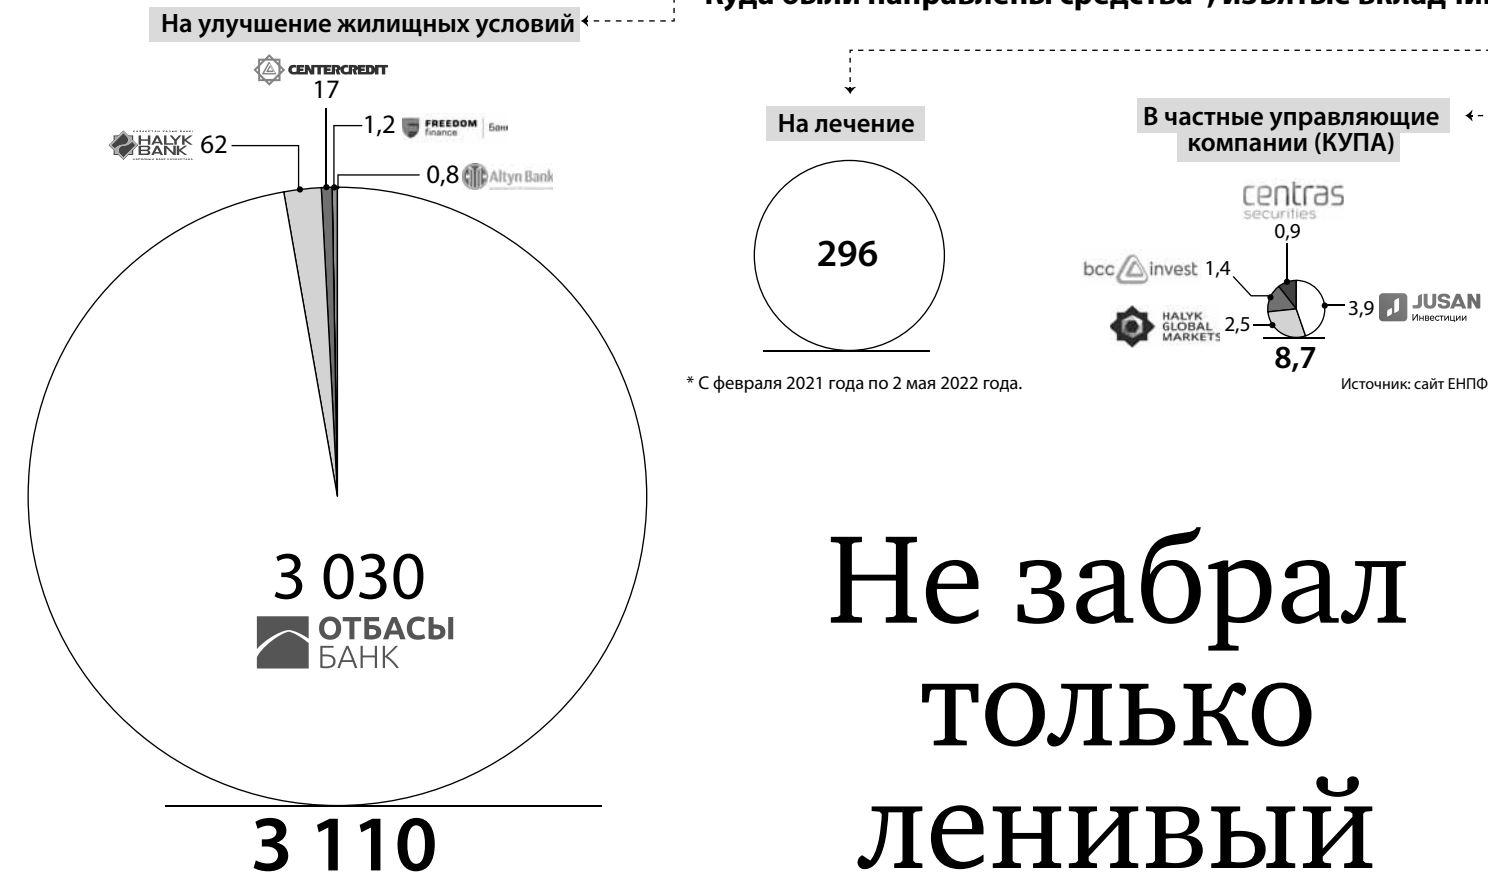 На улучшение жилищных условий
CENTERCREDIT
17
1,2 FREEDOM finance Банк
HALYK BANK 62
0,8 Altyn Bank
3 030
ОТБАСЫ
БАНК
3 110
На лечение
296
* С февраля 2021 года по 2 мая 2022 года.
В частные управляющие
компании (КУПА)
centras
securities
0,9
bcc invest 1,4
3,9 JUSAN
Инвестиции
HALYK
GLOBAL
MARKETS
2,5
8,7
Источник: сайт ЕНПФ
Не забрал
только
ленивый